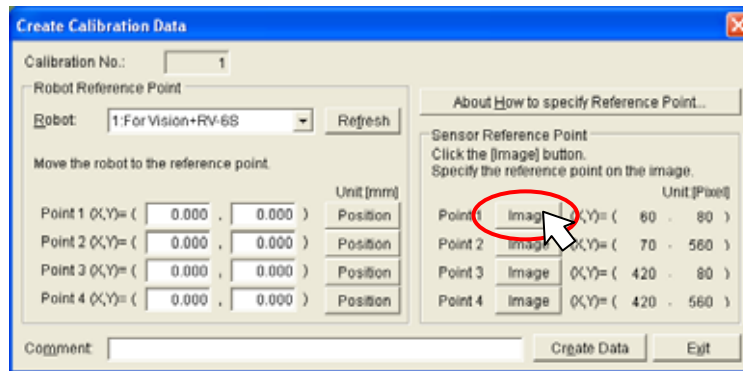 Create Calibration Data
Calibration No.: 1
Robot Reference Point
Robot: 1:For Vision+RV-6S Refresh
Move the robot to the reference point.
Unit [mm]
Point 1 (X,Y)= ( 0.000 , 0.000 ) Position
Point 2 (X,Y)= ( 0.000 , 0.000 ) Position
Point 3 (X,Y)= ( 0.000 , 0.000 ) Position
Point 4 (X,Y)= ( 0.000 , 0.000 ) Position
About How to specify Reference Point...
Sensor Reference Point
Click the [Image] button.
Specify the reference point on the image.
Unit [Pixel]
Point 1 Image (X,Y)= ( 60 . 80 )
Point 2 Image (X,Y)= ( 70 . 560 )
Point 3 Image (X,Y)= ( 420 . 80 )
Point 4 Image (X,Y)= ( 420 . 560 )
Comment:
Create Data Exit